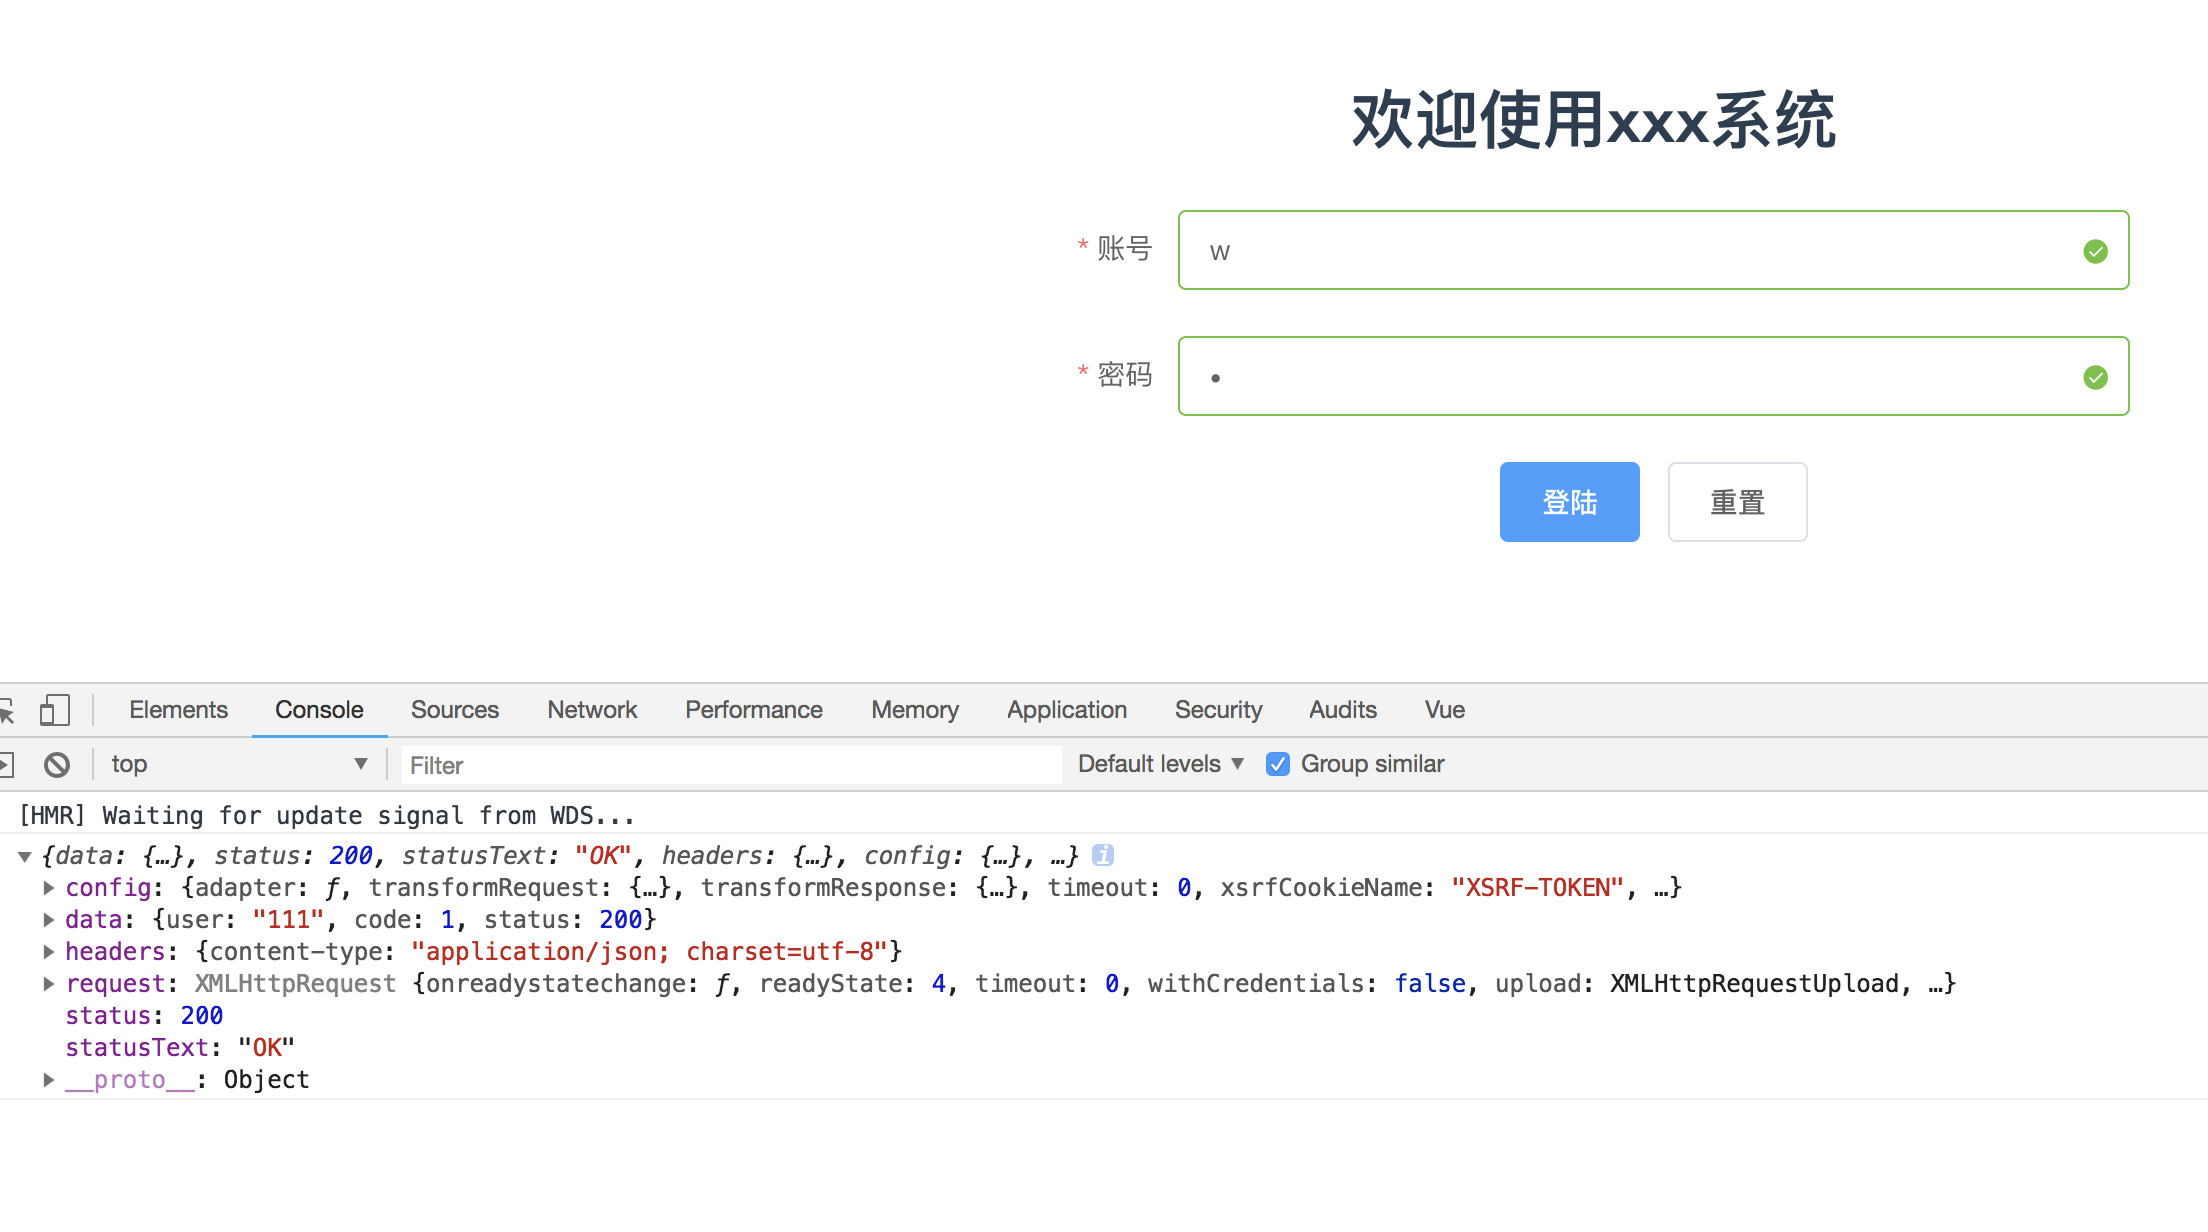 欢迎使用xxx系统
* 账号 w
* 密码 •
登陆 重置
Elements Console Sources Network Performance Memory Application Security Audits Vue
top ▼ Filter Default levels ▼ Group similar
[HMR] Waiting for update signal from WDS...
▼ {data: {…}, status: 200, statusText: "OK", headers: {…}, config: {…}, …} i
▶ config: {adapter: ƒ, transformRequest: {…}, transformResponse: {…}, timeout: 0, xsrfCookieName: "XSRF-TOKEN", …}
▶ data: {user: "111", code: 1, status: 200}
▶ headers: {content-type: "application/json; charset=utf-8"}
▶ request: XMLHttpRequest {onreadystatechange: ƒ, readyState: 4, timeout: 0, withCredentials: false, upload: XMLHttpRequestUpload, …}
status: 200
statusText: "OK"
▶ __proto__: Object